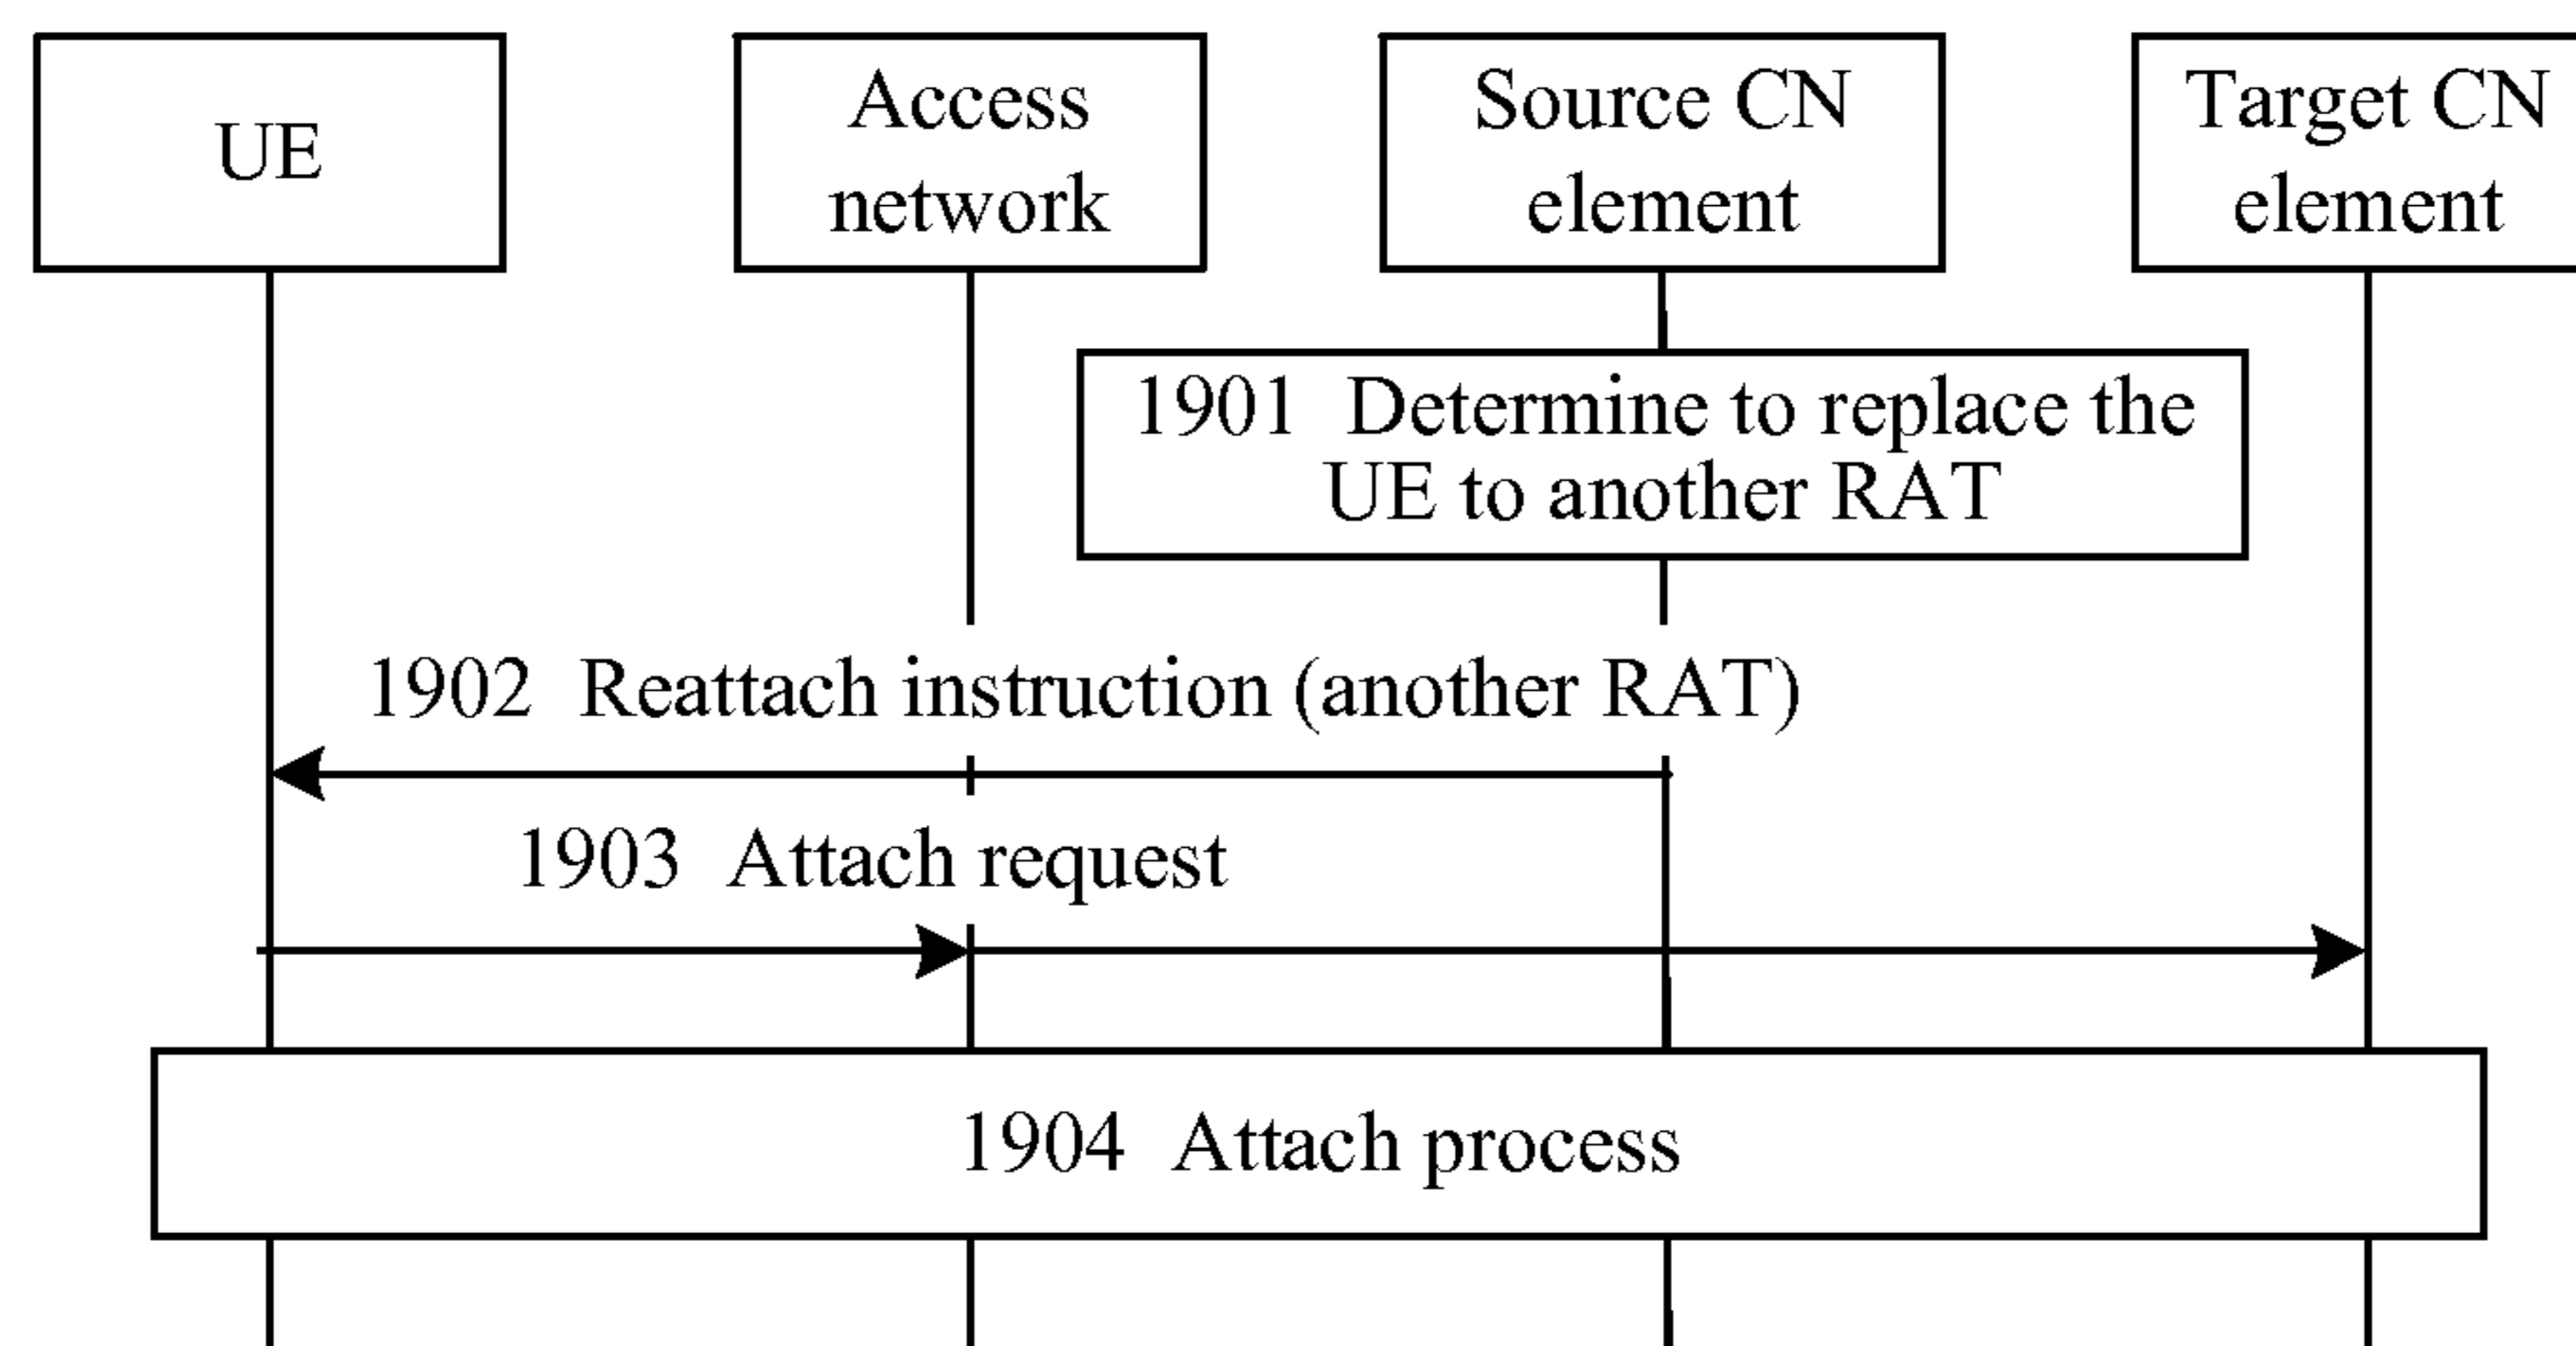 UE
Access
network
Source CN
element
Target CN
element
1901 Determine to replace the
UE to another RAT
1902 Reattach instruction (another RAT)
1903 Attach request
1904 Attach process